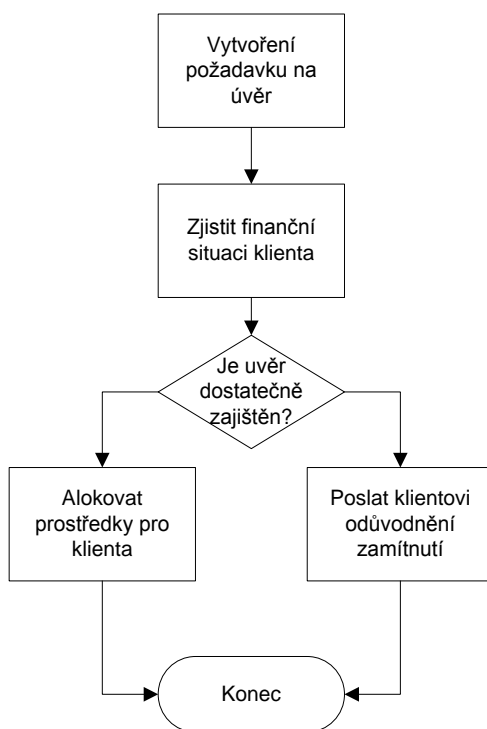 Vytvoření
požadavku na
úvěr
Zjistit finanční
situaci klienta
Je uvěr
dostatečně
zajištěn?
Alokovat
prostředky pro
klienta
Poslat klientovi
odůvodnění
zamítnutí
Konec